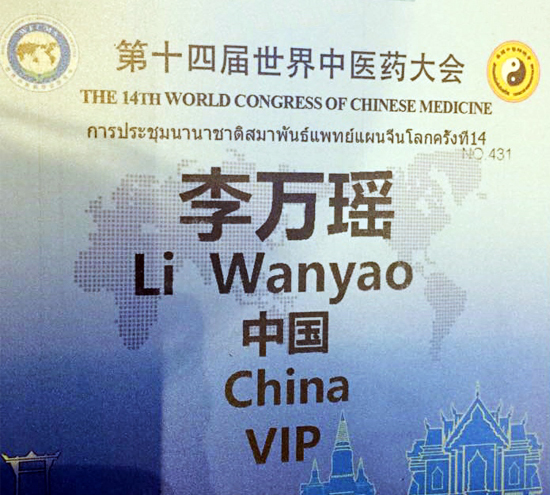 WFCMS
第十四届世界中医药大会
THE 14TH WORLD CONGRESS OF CHINESE MEDICINE
การประชุมนานาชาติสมาพันธ์แพทย์แผนจีนโลกครั้งที่14
NO.431
李万瑶
Li Wanyao
中国
China
VIP